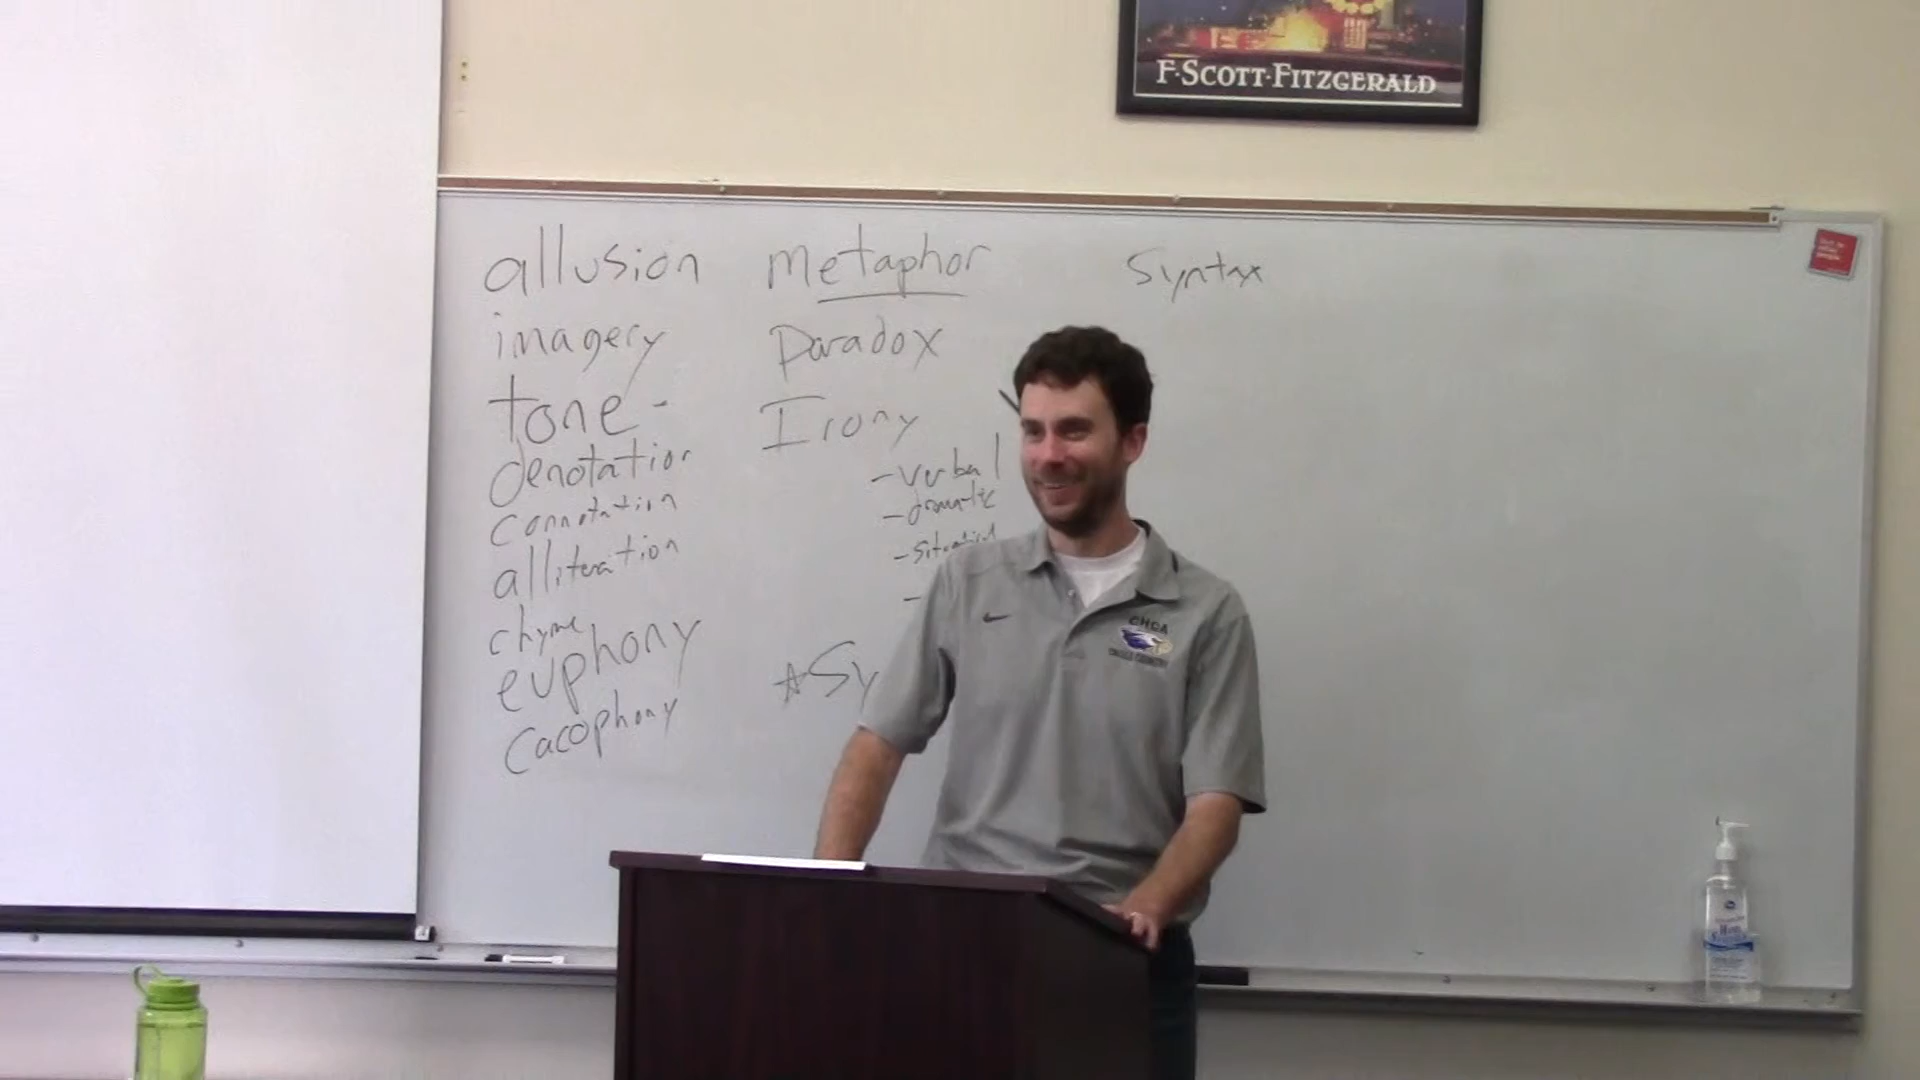 F·SCOTT·FITZGERALD
allusion metaphor Syntax
imagery Paradox
tone - Irony
denotation - verbal
connotation - dramatic
alliteration - situational
rhyme -
euphony *Sy
cacophony
CHCA